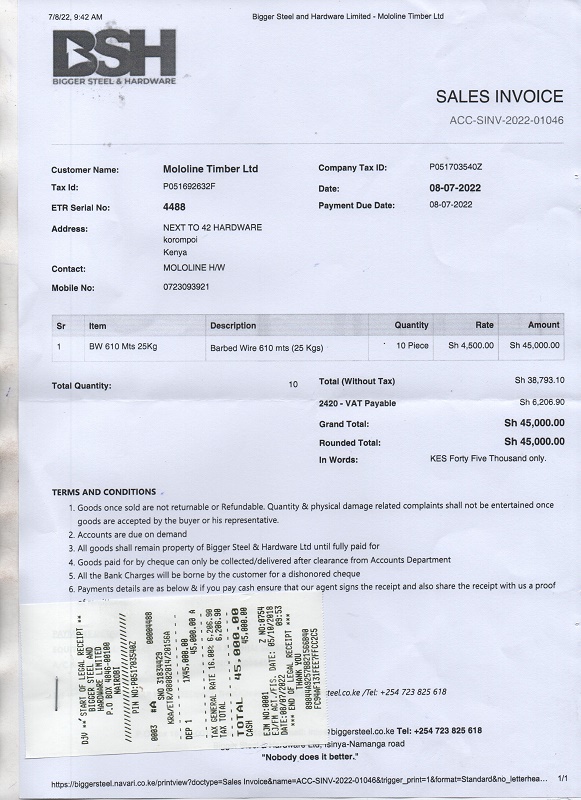 7/8/22, 9:42 AM Bigger Steel and Hardware Limited - Mololine Timber Ltd
BSH
BIGGER STEEL & HARDWARE
SALES INVOICE
ACC-SINV-2022-01046
Customer Name: Mololine Timber Ltd Company Tax ID: P051703540Z
Tax Id: P051692632F Date: 08-07-2022
ETR Serial No: 4488 Payment Due Date: 08-07-2022
Address: NEXT TO 42 HARDWARE
korompoi
Kenya
Contact: MOLOLINE H/W
Mobile No: 0723093921
Sr Item Description Quantity Rate Amount
1 BW 610 Mts 25Kg Barbed Wire 610 mts (25 Kgs) 10 Piece Sh 4,500.00 Sh 45,000.00
Total Quantity: 10 Total (Without Tax) Sh 38,793.10
2420 - VAT Payable Sh 6,206.90
Grand Total: Sh 45,000.00
Rounded Total: Sh 45,000.00
In Words: KES Forty Five Thousand only.
TERMS AND CONDITIONS
1. Goods once sold are not returnable or Refundable. Quantity & physical damage related complaints shall not be entertained once
goods are accepted by the buyer or his representative.
2. Accounts are due on demand
3. All goods shall remain property of Bigger Steel & Hardware Ltd until fully paid for
4. Goods paid for by cheque can only be collected/delivered after clearance from Accounts Department
5. All the Bank Charges will be borne by the customer for a dishonored cheque
6. Payments details are as below & if you pay cash ensure that our agent signs the receipt and also share the receipt with us a proof
** START OF LEGAL RECEIPT **
BIGGER STEEL AND
HARDWARE LIMITED
P.O BOX 4846-00100
NAIROBI
PIN NO:P051703540Z
0003 #A SNO 31834429 00004488
KRA/ETR/00082014/20156A
DEP 1 1X45,000.00
45,000.00 A
TAX GENERAL RATE 16.00% 6,206.90
TAX TOTAL 6,206.90
TOTAL 45,000.00
CASH 45,000.00
EJN NO:0001 Z NO:0754
EJ/FM ACT./FIS. DATE: 05/10/2018
DATE:08/07/2022 09:53
*** END OF LEGAL RECEIPT ***
THANK YOU
teel.co.ke /Tel: +254 723 825 618
@biggersteel.co.ke Tel: +254 723 825 618
isinya-Namanga road
"Nobody does it better."
https://biggersteel.navari.co.ke/printview?doctype=Sales Invoice&name=ACC-SINV-2022-01046&trigger_print=1&format=Standard&no_letterhea... 1/1